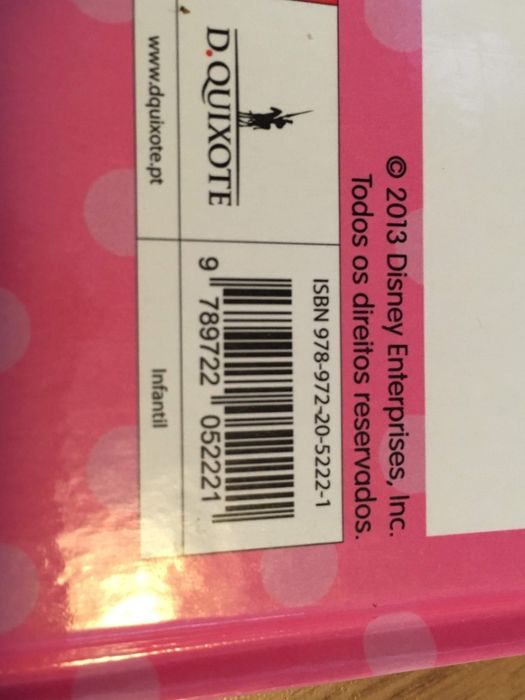 © 2013 Disney Enterprises, Inc.
Todos os direitos reservados.
D.QUIXOTE
www.dquixote.pt
ISBN 978-972-20-5222-1
9 789722 052221
Infantil